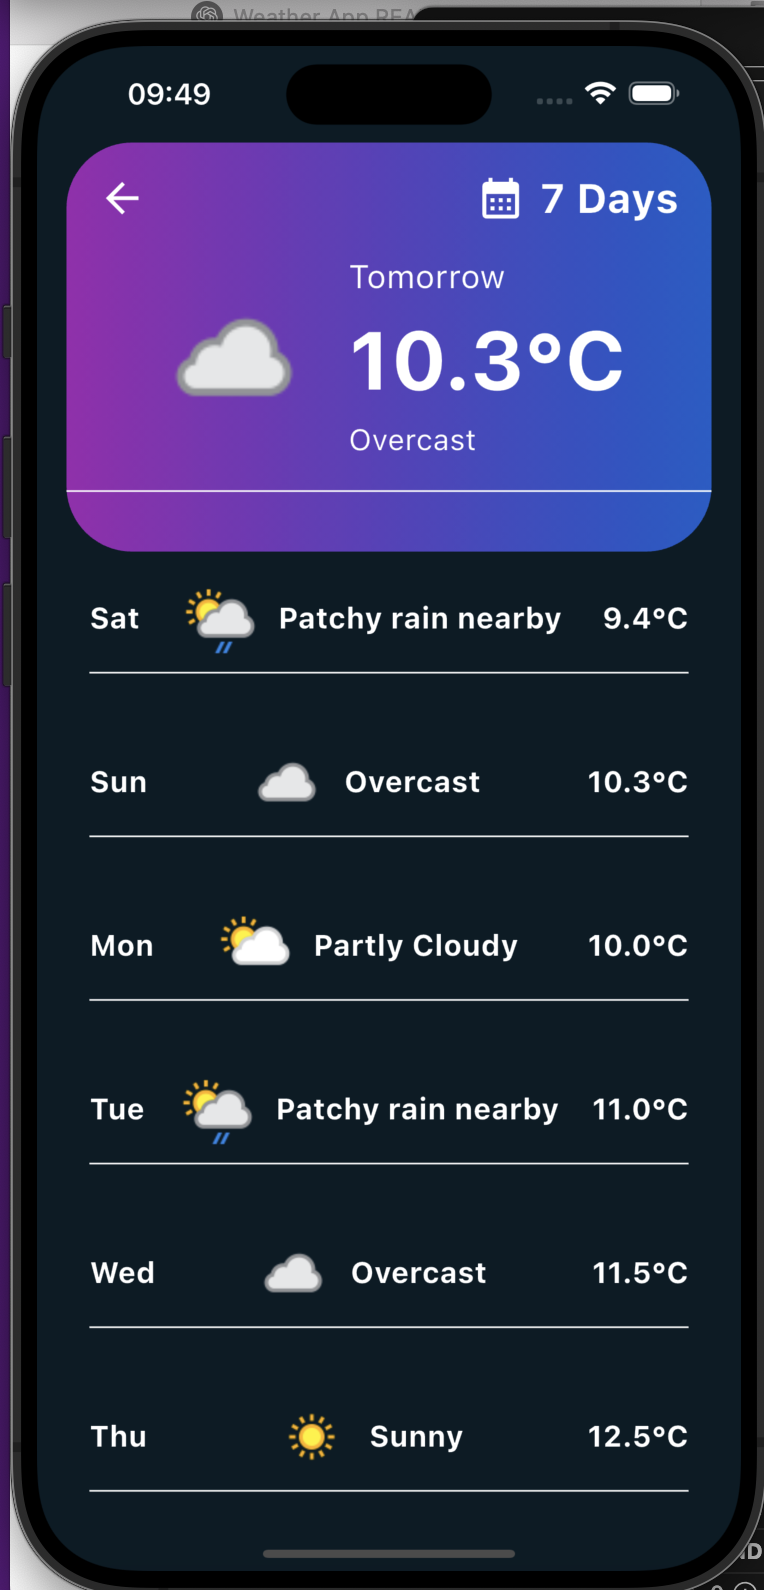 Weather App REA
09:49
7 Days
Tomorrow
10.3°C
Overcast
Sat Patchy rain nearby 9.4°C
Sun Overcast 10.3°C
Mon Partly Cloudy 10.0°C
Tue Patchy rain nearby 11.0°C
Wed Overcast 11.5°C
Thu Sunny 12.5°C